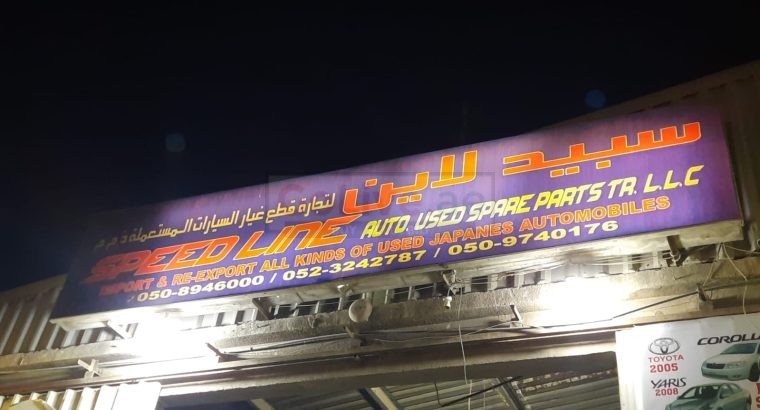 سبيد لاين
لتجارة قطع غيار السيارات المستعملة ذ.م.م
SPEED LINE AUTO. USED SPARE PARTS TR. L.L.C
IMPORT & RE-EXPORT ALL KINDS OF USED JAPANES AUTOMOBILES
050-8946000 / 052-3242787 / 050-9740176
TOYOTA
2005
COROLLA
YARIS
2008